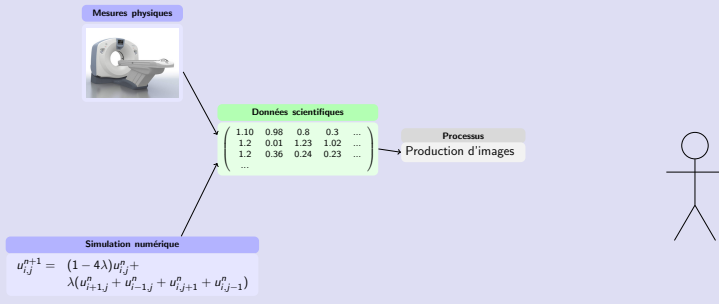 Mesures physiques
Données scientifiques
1.10 0.98 0.8 0.3 ...
1.2 0.01 1.23 1.02 ...
1.2 0.36 0.24 0.23 ...
...
Processus
Production d'images
Simulation numérique
u_{i,j}^{n+1} = (1 − 4λ)u_{i,j}^n +
λ(u_{i+1,j}^n + u_{i−1,j}^n + u_{i,j+1}^n + u_{i,j−1}^n)